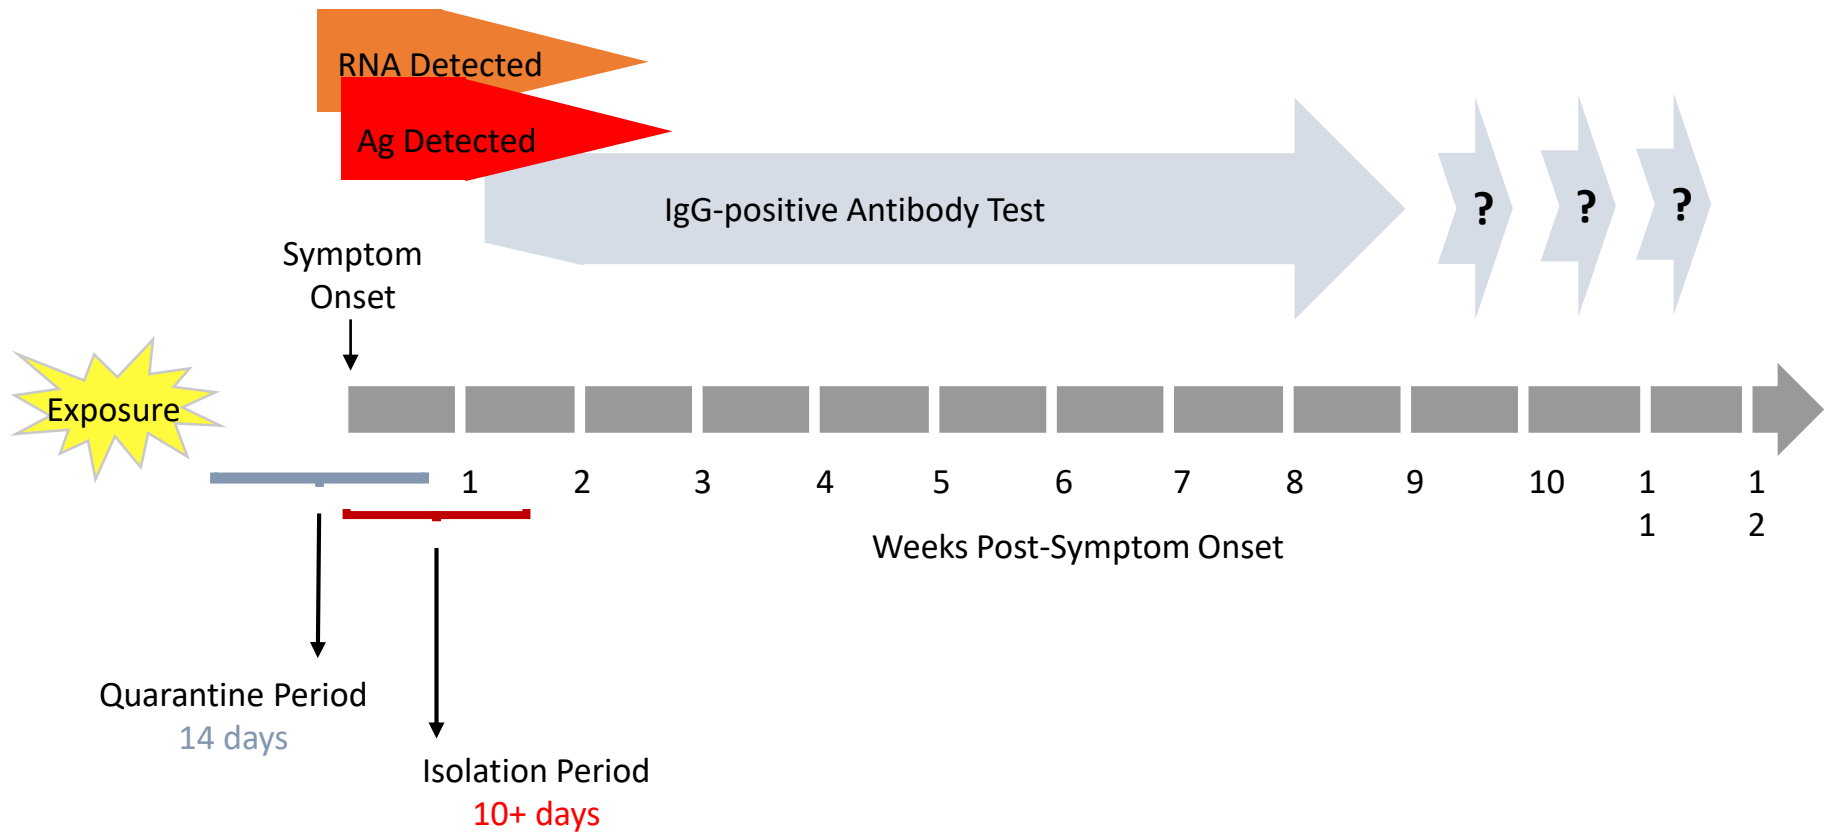 RNA Detected
Ag Detected
IgG-positive Antibody Test
?
?
?
Symptom
Onset
Exposure
1
2
3
4
5
6
7
8
9
10
1
1
1
2
Weeks Post-Symptom Onset
Quarantine Period
14 days
Isolation Period
10+ days